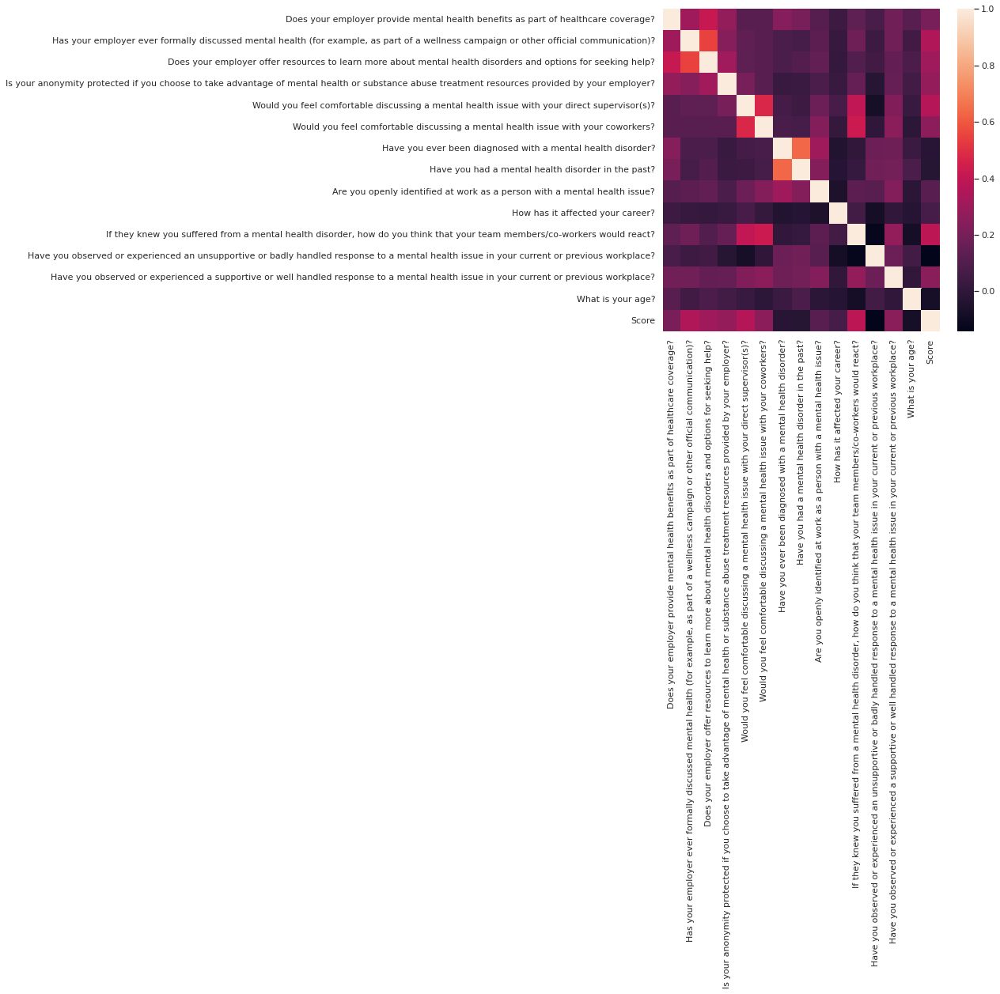 Does your employer provide mental health benefits as part of healthcare coverage?
Has your employer ever formally discussed mental health (for example, as part of a wellness campaign or other official communication)?
Does your employer offer resources to learn more about mental health disorders and options for seeking help?
Is your anonymity protected if you choose to take advantage of mental health or substance abuse treatment resources provided by your employer?
Would you feel comfortable discussing a mental health issue with your direct supervisor(s)?
Would you feel comfortable discussing a mental health issue with your coworkers?
Have you ever been diagnosed with a mental health disorder?
Have you had a mental health disorder in the past?
Are you openly identified at work as a person with a mental health issue?
How has it affected your career?
If they knew you suffered from a mental health disorder, how do you think that your team members/co-workers would react?
Have you observed or experienced an unsupportive or badly handled response to a mental health issue in your current or previous workplace?
Have you observed or experienced a supportive or well handled response to a mental health issue in your current or previous workplace?
What is your age?
Score
1.0
0.8
0.6
0.4
0.2
0.0
Does your employer provide mental health benefits as part of healthcare coverage?
Has your employer ever formally discussed mental health (for example, as part of a wellness campaign or other official communication)?
Does your employer offer resources to learn more about mental health disorders and options for seeking help?
Is your anonymity protected if you choose to take advantage of mental health or substance abuse treatment resources provided by your employer?
Would you feel comfortable discussing a mental health issue with your direct supervisor(s)?
Would you feel comfortable discussing a mental health issue with your coworkers?
Have you ever been diagnosed with a mental health disorder?
Have you had a mental health disorder in the past?
Are you openly identified at work as a person with a mental health issue?
How has it affected your career?
If they knew you suffered from a mental health disorder, how do you think that your team members/co-workers would react?
Have you observed or experienced an unsupportive or badly handled response to a mental health issue in your current or previous workplace?
Have you observed or experienced a supportive or well handled response to a mental health issue in your current or previous workplace?
What is your age?
Score